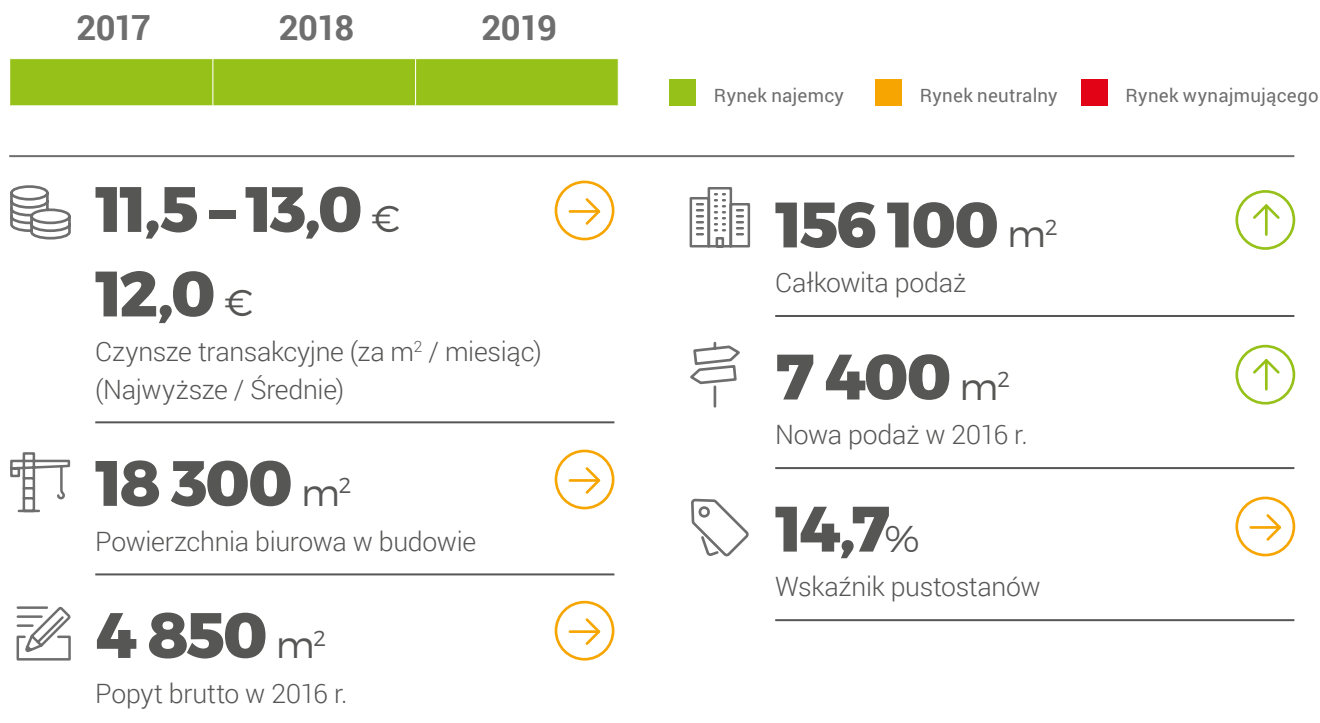 2017 2018 2019
Rynek najemcy Rynek neutralny Rynek wynajmującego
11,5 – 13,0 €
12,0 €
Czynsze transakcyjne (za m² / miesiąc)
(Najwyższe / Średnie)
18 300 m²
Powierzchnia biurowa w budowie
4 850 m²
Popyt brutto w 2016 r.
156 100 m²
Całkowita podaż
7 400 m²
Nowa podaż w 2016 r.
14,7%
Wskaźnik pustostanów